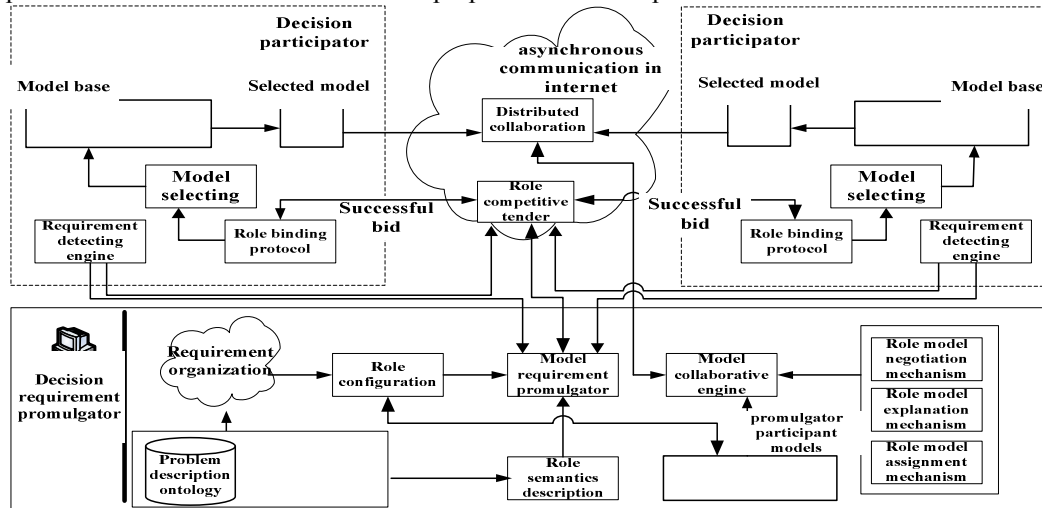 Decision
participator
Model base
Selected model
Model
selecting
Requirement
detecting
engine
Role binding
protocol
Successful
bid
asynchronous
communication in
internet
Distributed
collaboration
Role
competitive
tender
Decision
participator
Selected model
Model base
Model
selecting
Successful
bid
Role binding
protocol
Requirement
detecting
engine
Decision
requirement
promulgator
Requirement
organization
Role
configuration
Model
requirement
promulgator
Model
collaborative
engine
Role model
negotiation
mechanism
Role model
explanation
mechanism
Role model
assignment
mechanism
promulgator
participant
models
Problem
description
ontology
Role
semantics
description